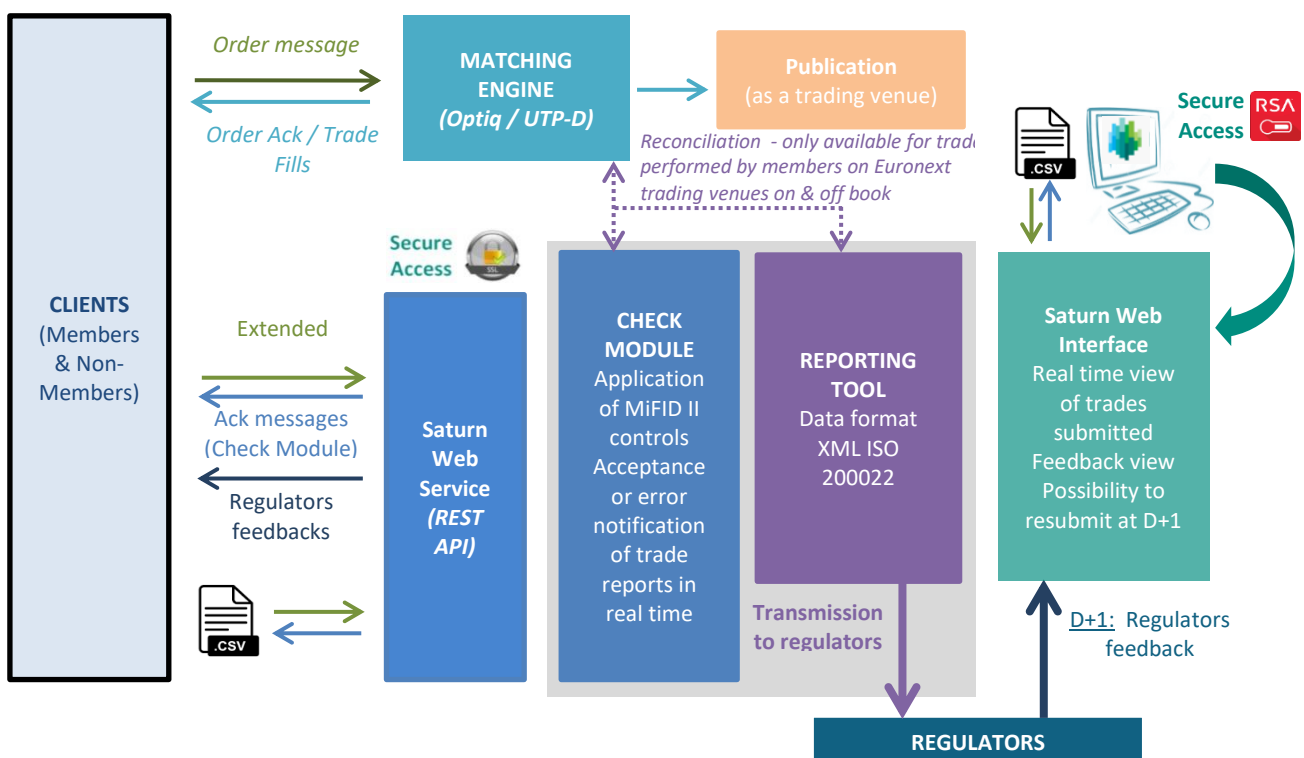 Order message
Order Ack / Trade
Fills
MATCHING
ENGINE
(Optiq / UTP-D)
Publication
(as a trading venue)
Reconciliation - only available for trade
performed by members on Euronext
trading venues on & off book
.CSV
Secure
Access
RSA
CLIENTS
(Members
& Non-
Members)
Secure
Access
SSL
Extended
Ack messages
(Check Module)
Regulators
feedbacks
.CSV
Saturn
Web
Service
(REST
API)
CHECK
MODULE
Application
of MiFID II
controls
Acceptance
or error
notification
of trade
reports in
real time
REPORTING
TOOL
Data format
XML ISO
200022
Transmission
to regulators
Saturn Web
Interface
Real time view
of trades
submitted
Feedback view
Possibility to
resubmit at D+1
D+1: Regulators
feedback
REGULATORS